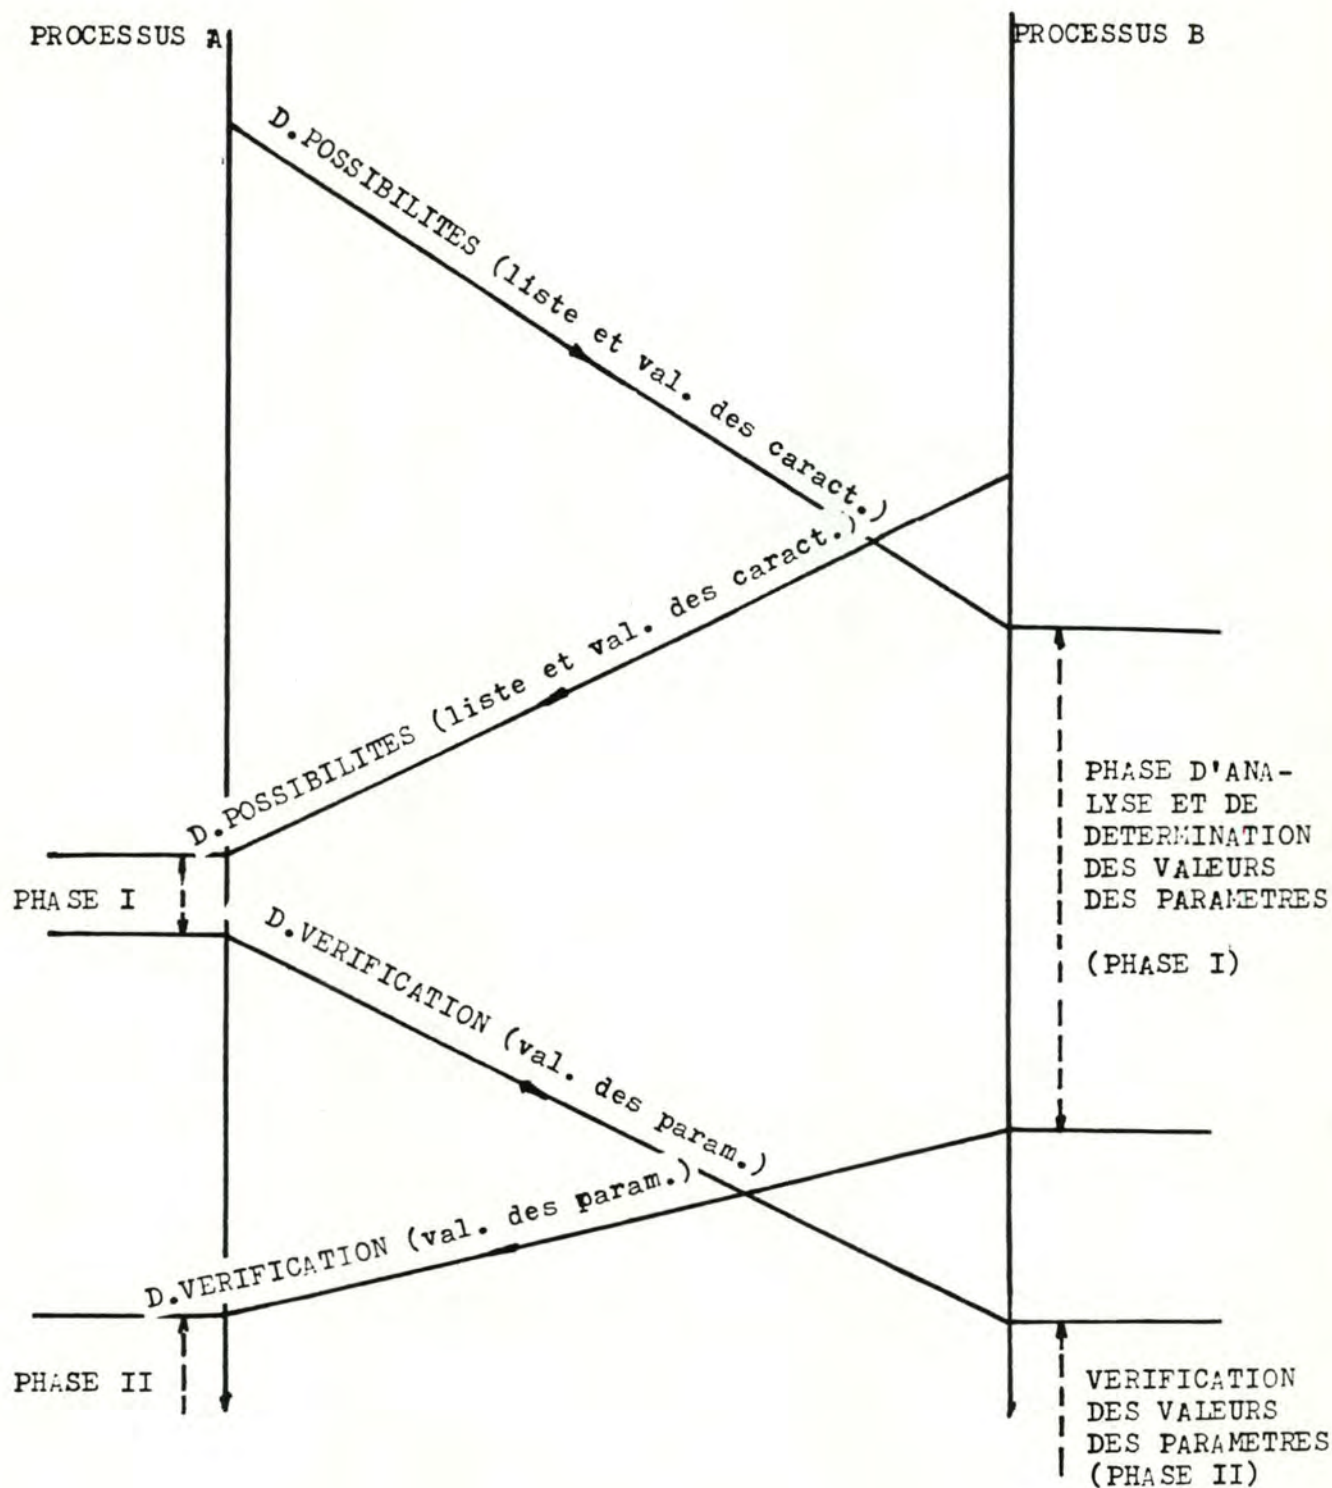 PROCESSUS A
PROCESSUS B
D.POSSIBILITES (liste et val. des caract.)
D.POSSIBILITES (liste et val. des caract.)
PHASE D'ANA-
LYSE ET DE
DETERMINATION
DES VALEURS
DES PARAMETRES
(PHASE I)
PHASE I
D.VERIFICATION (val. des param.)
D.VERIFICATION (val. des param.)
PHASE II
VERIFICATION
DES VALEURS
DES PARAMETRES
(PHASE II)